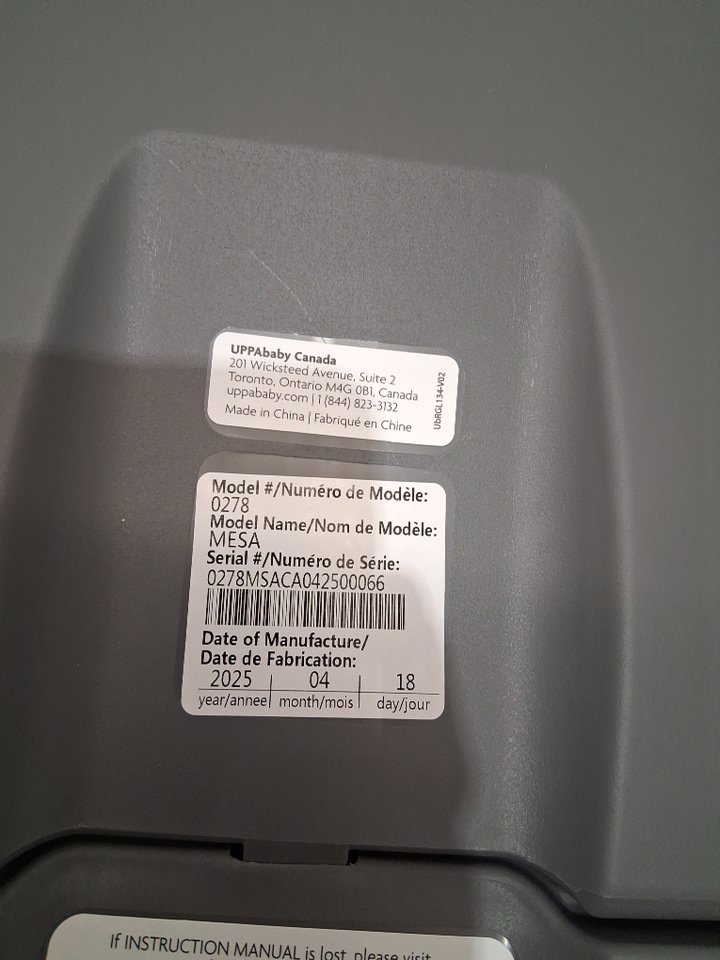 UPPAbaby Canada
201 Wicksteed Avenue, Suite 2
Toronto, Ontario M4G 0B1, Canada
uppababy.com | 1 (844) 823-3132
Made in China | Fabriqué en Chine
UbRGL134-V02
Model #/Numéro de Modèle:
0278
Model Name/Nom de Modèle:
MESA
Serial #/Numéro de Série:
0278MSACA042500066
Date of Manufacture/
Date de Fabrication:
2025 | 04 | 18
year/annee| month/mois | day/jour
If INSTRUCTION MANUAL is lost, please visit